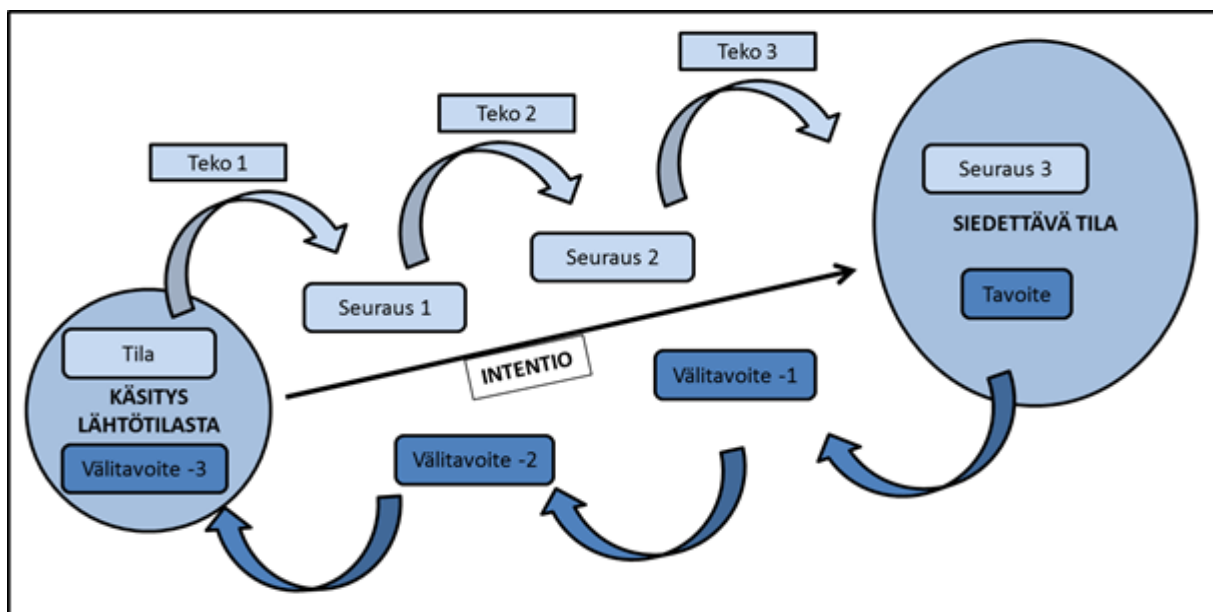 Teko 3
Teko 2
Teko 1
Seuraus 3
SIEDETTÄVÄ TILA
Tavoite
Seuraus 2
Seuraus 1
Tila
KÄSITYS
LÄHTÖTILASTA
Välitavoite -3
INTENTIO
Välitavoite -1
Välitavoite -2